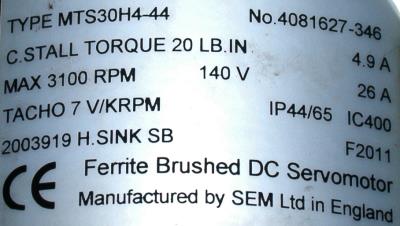 TYPE MTS30H4-44 No.4081627-346
C.STALL TORQUE 20 LB.IN 4.9 A
MAX 3100 RPM 140 V 26 A
TACHO 7 V/KRPM IP44/65 IC400
2003919 H.SINK SB F2011
CE Ferrite Brushed DC Servomotor
Manufactured by SEM Ltd in England